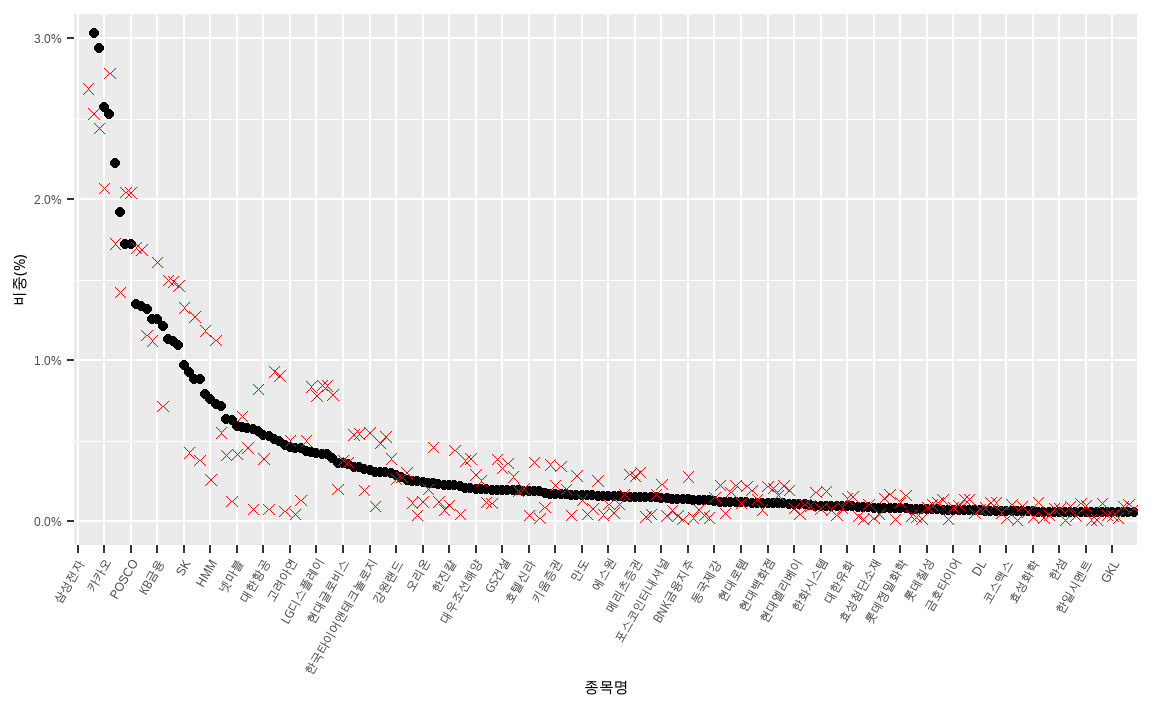 3.0%
2.0%
1.0%
0.0%
비중(%)
삼성전자
카카오
POSCO
KB금융
SK
HMM
넷마블
대한항공
고려아연
LG디스플레이
현대글로비스
한국타이어앤테크놀로지
강원랜드
오리온
한진칼
대우조선해양
GS건설
호텔신라
키움증권
만도
에스원
메리츠증권
포스코인터내셔널
BNK금융지주
동국제강
현대로템
현대백화점
현대엘리베이
한화시스템
대한유화
효성첨단소재
롯데정밀화학
롯데칠성
금호타이어
DL
코스맥스
효성화학
한섬
한일시멘트
GKL
종목명